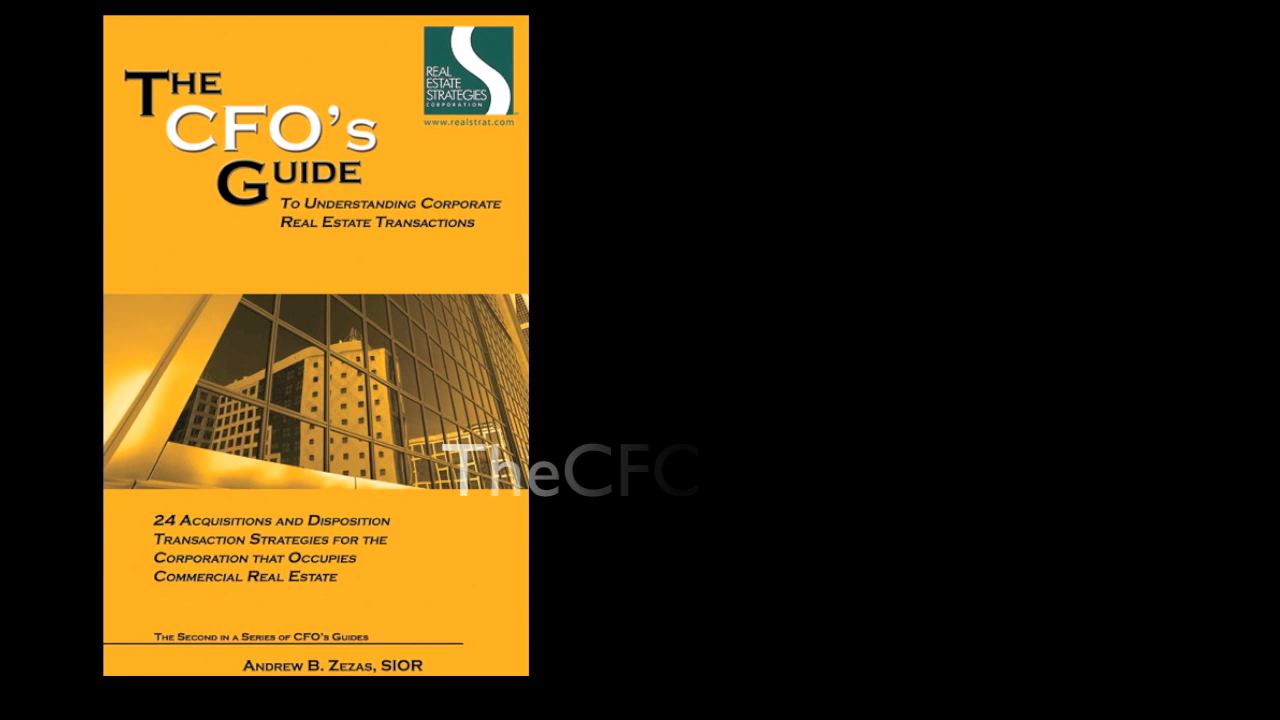 THE
CFO's
GUIDE
TO UNDERSTANDING CORPORATE
REAL ESTATE TRANSACTIONS
REAL
ESTATE
STRATEGIES
CORPORATION
www.realstrat.com
TheCFC
24 ACQUISITIONS AND DISPOSITION
TRANSACTION STRATEGIES FOR THE
CORPORATION THAT OCCUPIES
COMMERCIAL REAL ESTATE
THE SECOND IN A SERIES OF CFO's GUIDES
ANDREW B. ZEZAS, SIOR